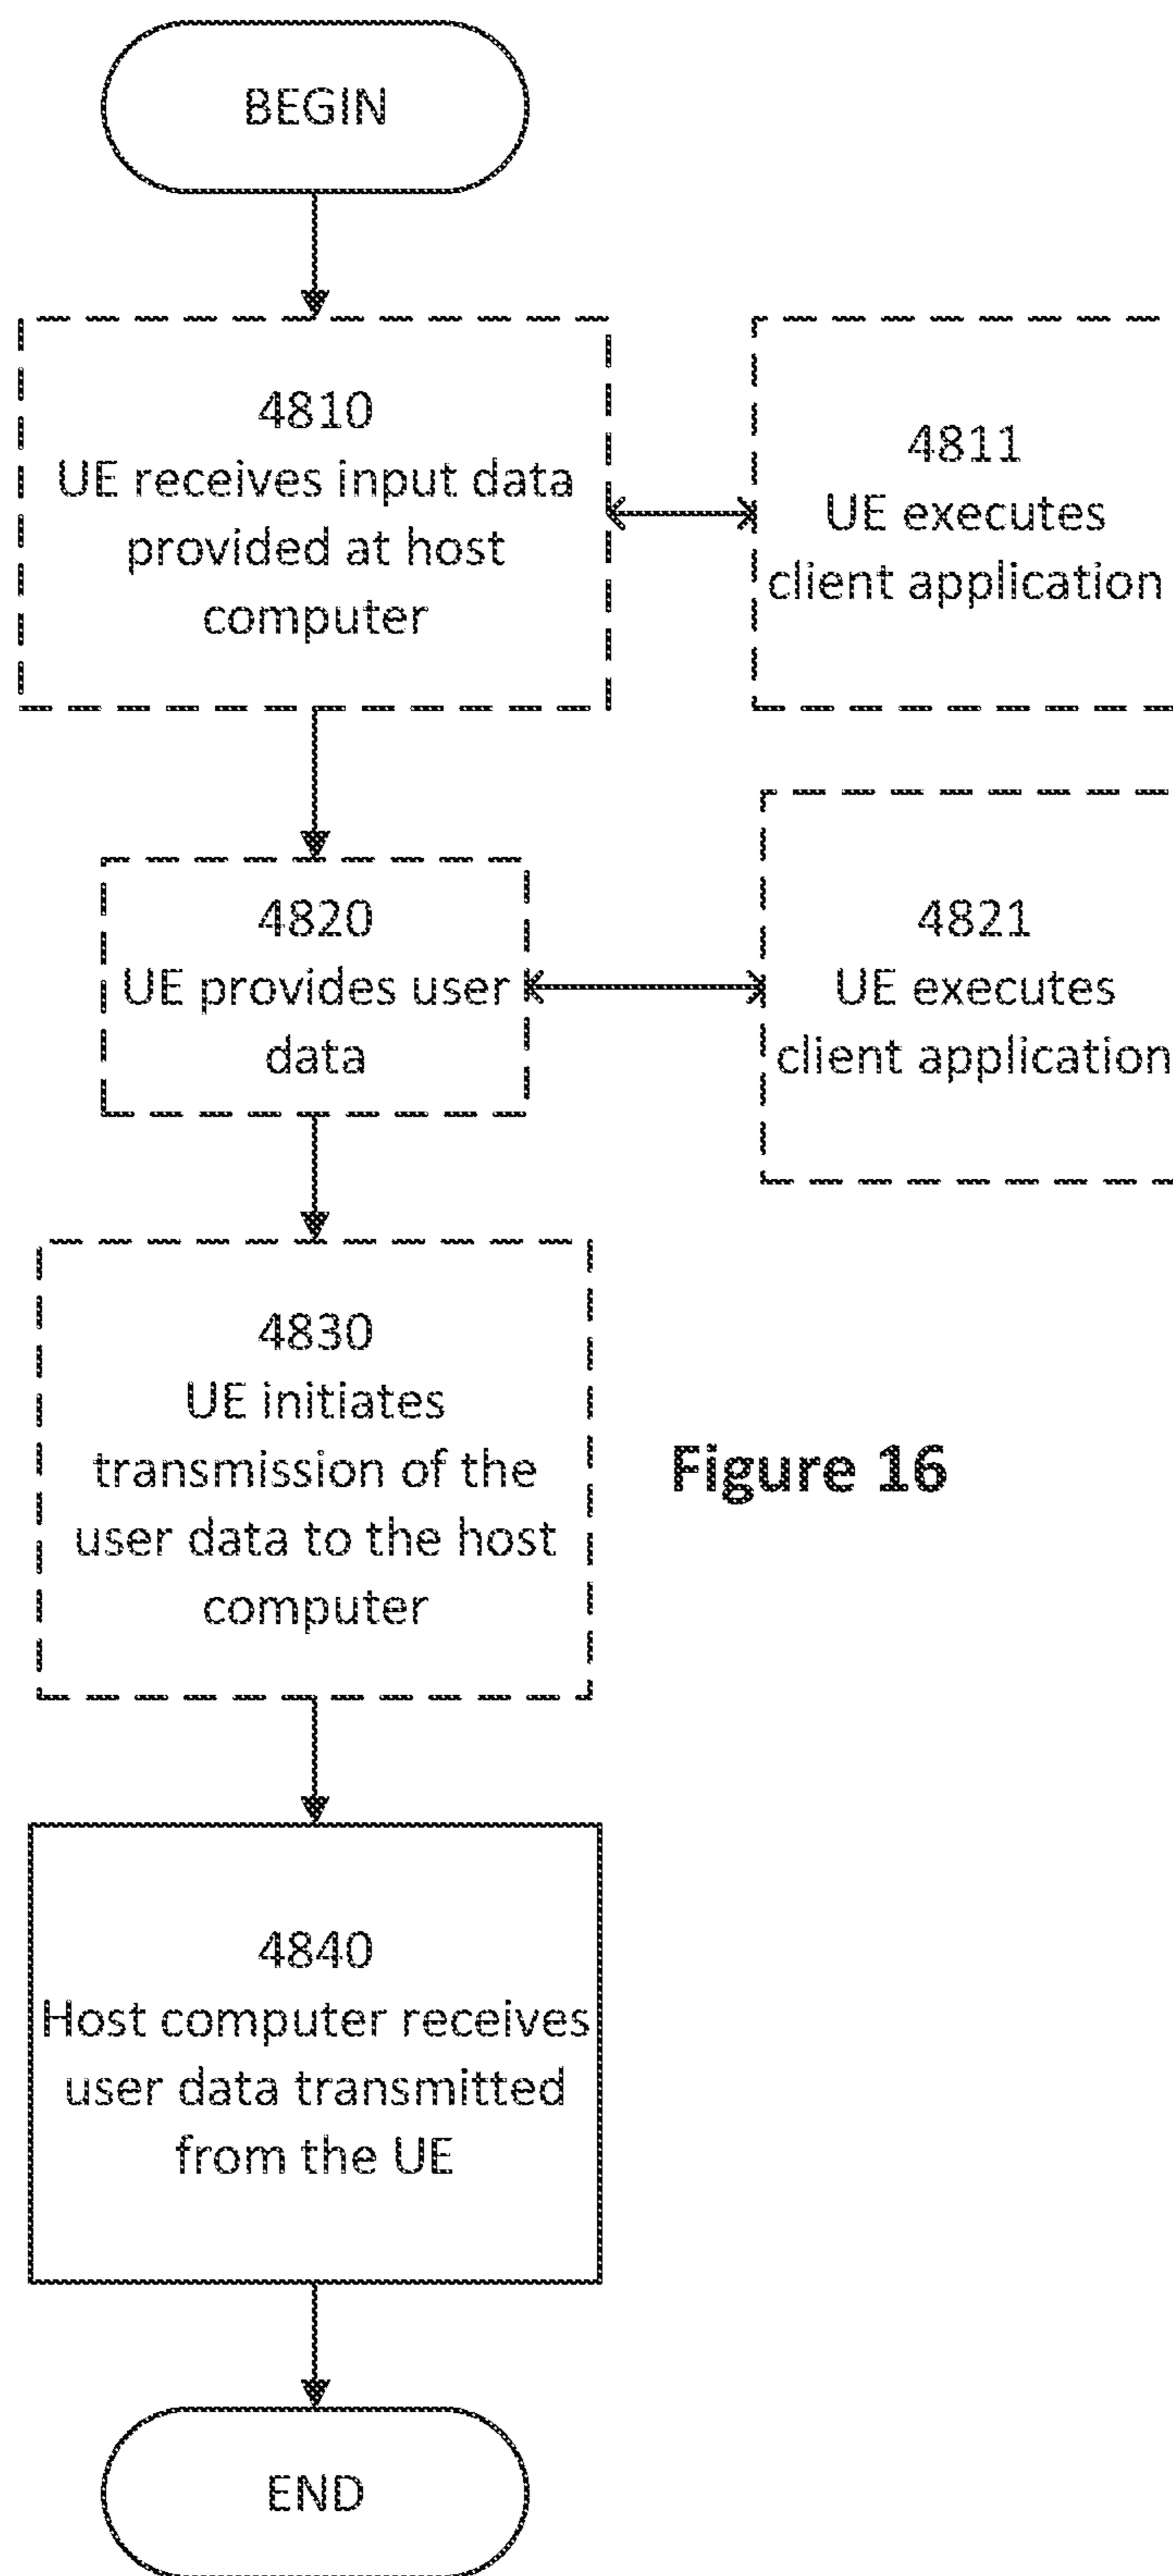 BEGIN
4810
UE receives input data
provided at host
computer
4811
UE executes
client application
4820
UE provides user
data
4821
UE executes
client application
4830
UE initiates
transmission of the
user data to the host
computer
Figure 16
4840
Host computer receives
user data transmitted
from the UE
END